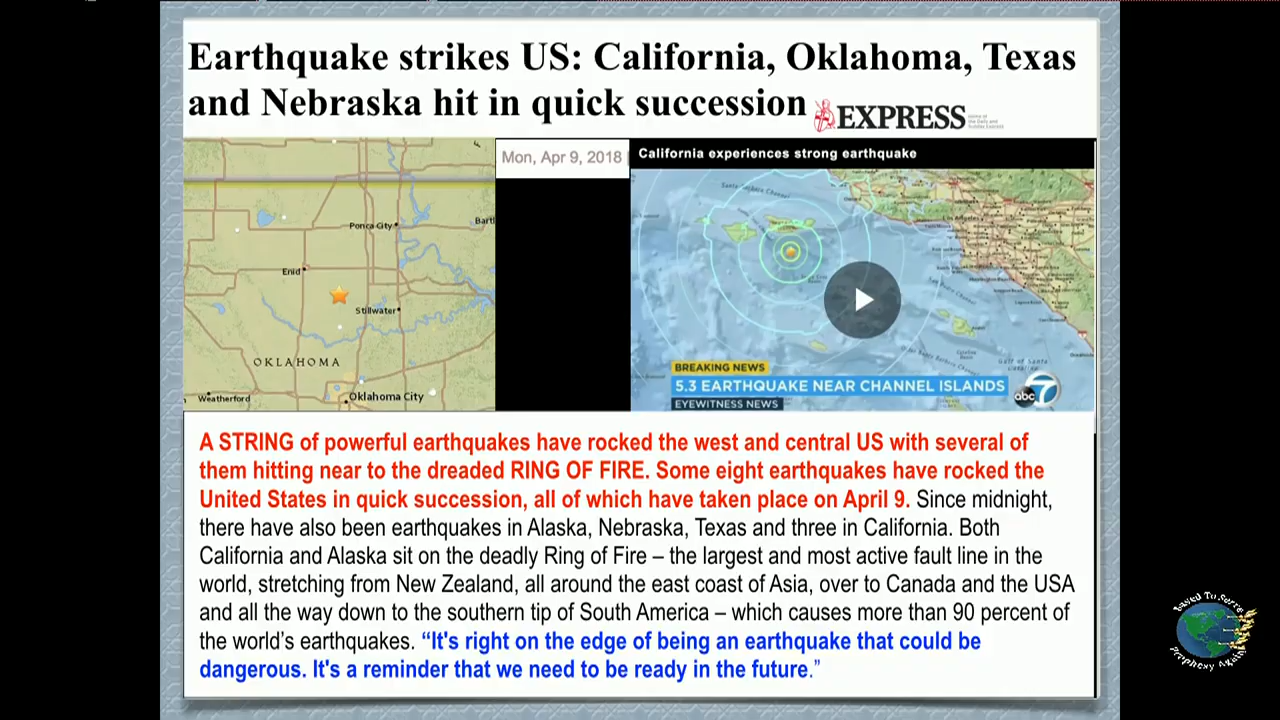 Earthquake strikes US: California, Oklahoma, Texas
and Nebraska hit in quick succession
EXPRESS
Mon, Apr 9, 2018
California experiences strong earthquake
Ponca City
Bartl
Enid
Stillwater
OKLAHOMA
Weatherford
Oklahoma City
Los Angeles
BREAKING NEWS
5.3 EARTHQUAKE NEAR CHANNEL ISLANDS
EYEWITNESS NEWS
abc 7
A STRING of powerful earthquakes have rocked the west and central US with several of
them hitting near to the dreaded RING OF FIRE. Some eight earthquakes have rocked the
United States in quick succession, all of which have taken place on April 9. Since midnight,
there have also been earthquakes in Alaska, Nebraska, Texas and three in California. Both
California and Alaska sit on the deadly Ring of Fire – the largest and most active fault line in the
world, stretching from New Zealand, all around the east coast of Asia, over to Canada and the USA
and all the way down to the southern tip of South America – which causes more than 90 percent of
the world's earthquakes. “It's right on the edge of being an earthquake that could be
dangerous. It's a reminder that we need to be ready in the future.”
Prophecy Again